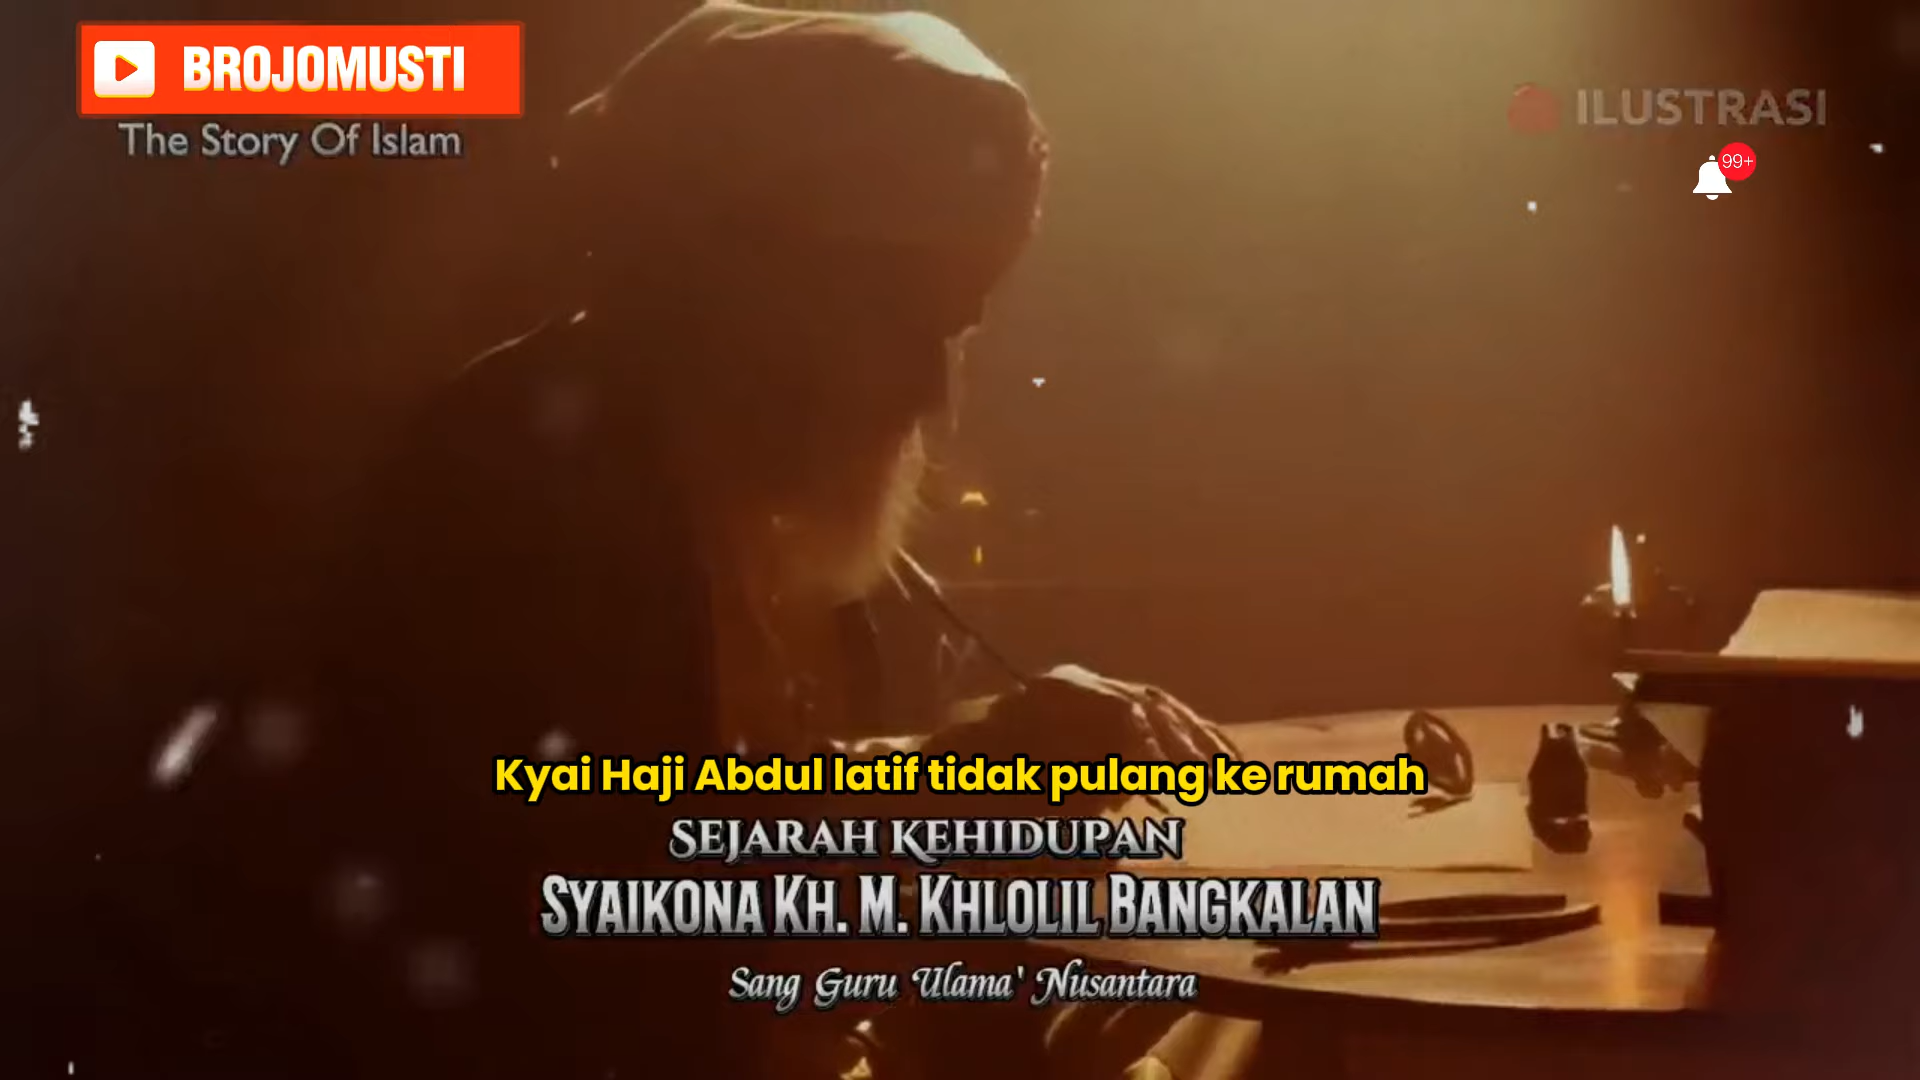 BROJOMUSTI
The Story Of Islam
ILUSTRASI
99+
Kyai Haji Abdul latif tidak pulang ke rumah
SEJARAH KEHIDUPAN
SYAIKONA KH. M. KHLOLIL BANGKALAN
Sang Guru Ulama' Nusantara